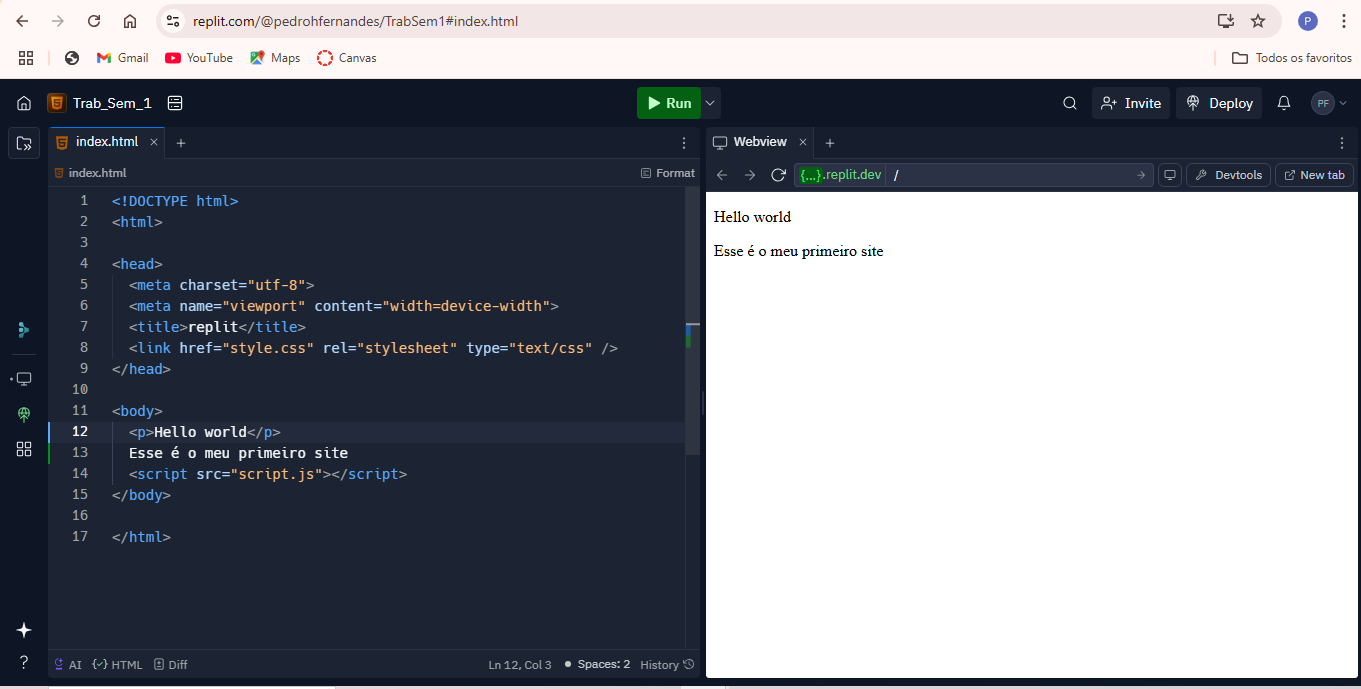 replit.com/@pedrohfernandes/TrabSem1#index.html
P
Gmail YouTube Maps Canvas Todos os favoritos
Trab_Sem_1 Run Invite Deploy PF
index.html
index.html Format
1 <!DOCTYPE html>
2 <html>
3
4 <head>
5 <meta charset="utf-8">
6 <meta name="viewport" content="width=device-width">
7 <title>replit</title>
8 <link href="style.css" rel="stylesheet" type="text/css" />
9 </head>
10
11 <body>
12 <p>Hello world</p>
13 Esse é o meu primeiro site
14 <script src="script.js"></script>
15 </body>
16
17 </html>
AI HTML Diff Ln 12, Col 3 Spaces: 2 History
Webview
{...}.replit.dev / Devtools New tab
Hello world
Esse é o meu primeiro site